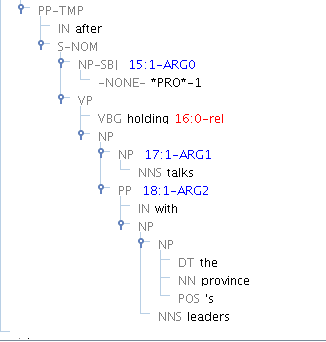 PP-TMP
IN after
S-NOM
NP-SBJ 15:1-ARG0
-NONE- *PRO*-1
VP
VBG holding 16:0-rel
NP
NP 17:1-ARG1
NNS talks
PP 18:1-ARG2
IN with
NP
NP
DT the
NN province
POS 's
NNS leaders